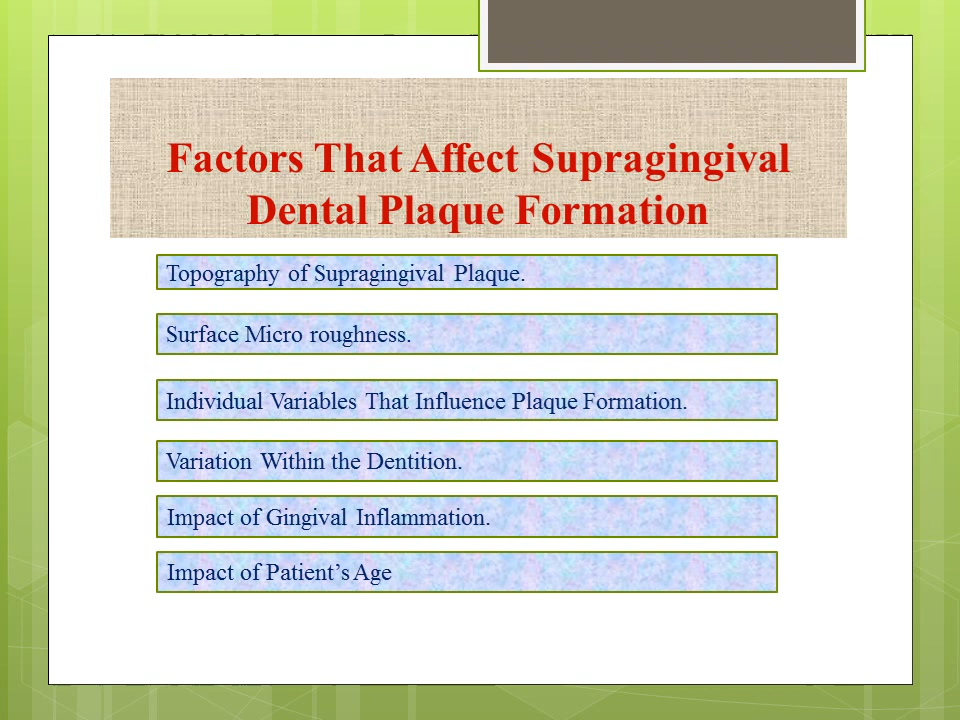 Factors That Affect Supragingival
Dental Plaque Formation
Topography of Supragingival Plaque.
Surface Micro roughness.
Individual Variables That Influence Plaque Formation.
Variation Within the Dentition.
Impact of Gingival Inflammation.
Impact of Patient’s Age